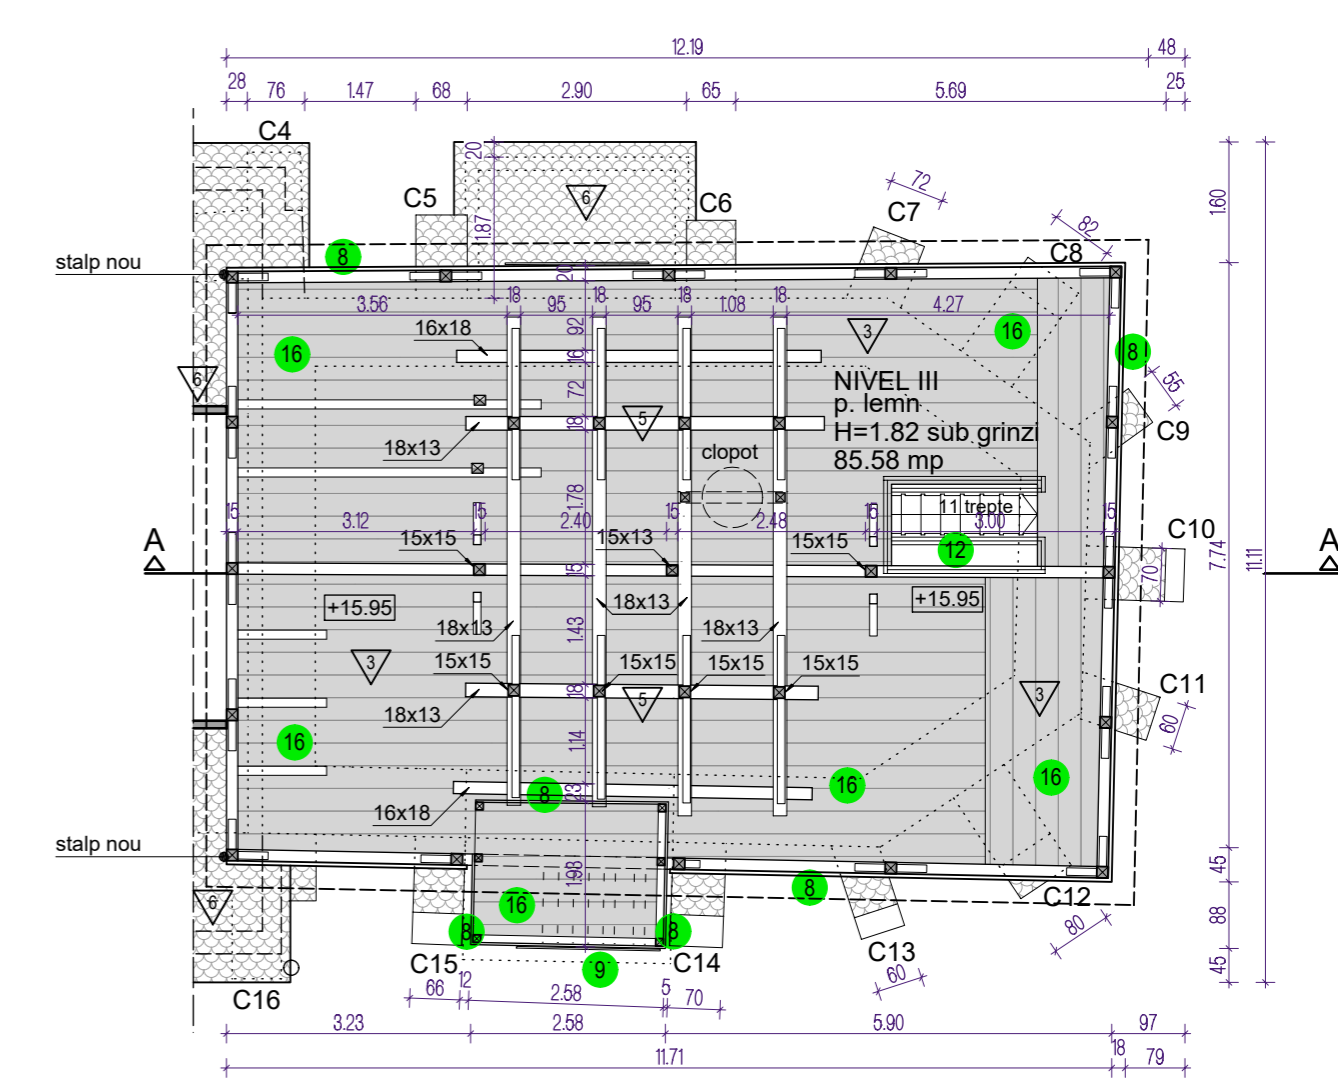 12.19
48
28
76
1.47
68
2.90
65
5.69
25
C4
20
6
72
1.60
C5
C6
C7
82
1.87
8
C8
stalp nou
20
3.56
18
95
18
95
18
1.08
18
4.27
16x18
92
3
16
16
16
8
6
NIVEL III
p. lemn
H=1.82 sub grinzi
85.58 mp
55
72
18
5
18x13
clopot
C9
1.78
11 trepte
15
3.12
15
2.40
15
2.48
15
3.00
15
C10
A
15x15
15x13
15x15
12
7.74
11.11
A
15
70
+15.95
18x13
+15.95
18x13
1.43
18x13
3
15x15
15x15
15x15
15x15
3
C11
18
5
18x13
60
16
1.14
16
16
8
23
16x18
stalp nou
45
1.98
8
6
16
C12
88
80
8
8
C13
C15
9
C14
45
C16
12
66
2.58
5
70
60
3.23
2.58
5.90
97
11.71
18
79